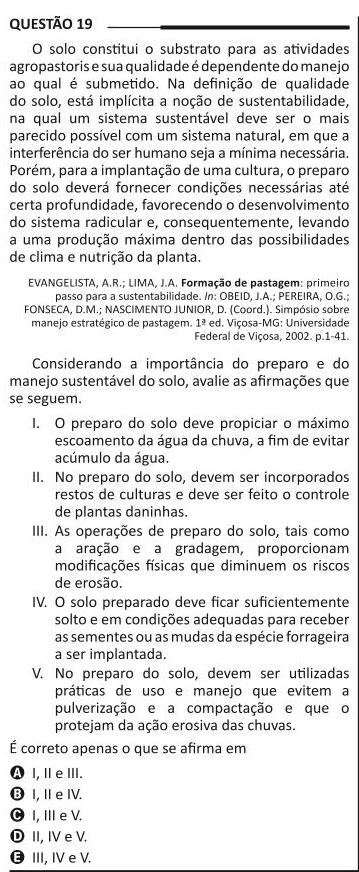 QUESTÃO 19
O solo constitui o substrato para as atividades
agropastoris e sua qualidade é dependente do manejo
ao qual é submetido. Na definição de qualidade
do solo, está implícita a noção de sustentabilidade,
na qual um sistema sustentável deve ser o mais
parecido possível com um sistema natural, em que a
interferência do ser humano seja a mínima necessária.
Porém, para a implantação de uma cultura, o preparo
do solo deverá fornecer condições necessárias até
certa profundidade, favorecendo o desenvolvimento
do sistema radicular e, consequentemente, levando
a uma produção máxima dentro das possibilidades
de clima e nutrição da planta.
EVANGELISTA, A.R.; LIMA, J.A. Formação de pastagem: primeiro
passo para a sustentabilidade. In: OBEID, J.A.; PEREIRA, O.G.;
FONSECA, D.M.; NASCIMENTO JUNIOR, D. (Coord.). Simpósio sobre
manejo estratégico de pastagem. 1ª ed. Viçosa-MG: Universidade
Federal de Viçosa, 2002. p.1-41.
Considerando a importância do preparo e do
manejo sustentável do solo, avalie as afirmações que
se seguem.
I. O preparo do solo deve propiciar o máximo
escoamento da água da chuva, a fim de evitar
acúmulo da água.
II. No preparo do solo, devem ser incorporados
restos de culturas e deve ser feito o controle
de plantas daninhas.
III. As operações de preparo do solo, tais como
a aração e a gradagem, proporcionam
modificações físicas que diminuem os riscos
de erosão.
IV. O solo preparado deve ficar suficientemente
solto e em condições adequadas para receber
as sementes ou as mudas da espécie forrageira
a ser implantada.
V. No preparo do solo, devem ser utilizadas
práticas de uso e manejo que evitem a
pulverização e a compactação e que o
protejam da ação erosiva das chuvas.
É correto apenas o que se afirma em
A I, II e III.
B I, II e IV.
C I, III e V.
D II, IV e V.
E III, IV e V.